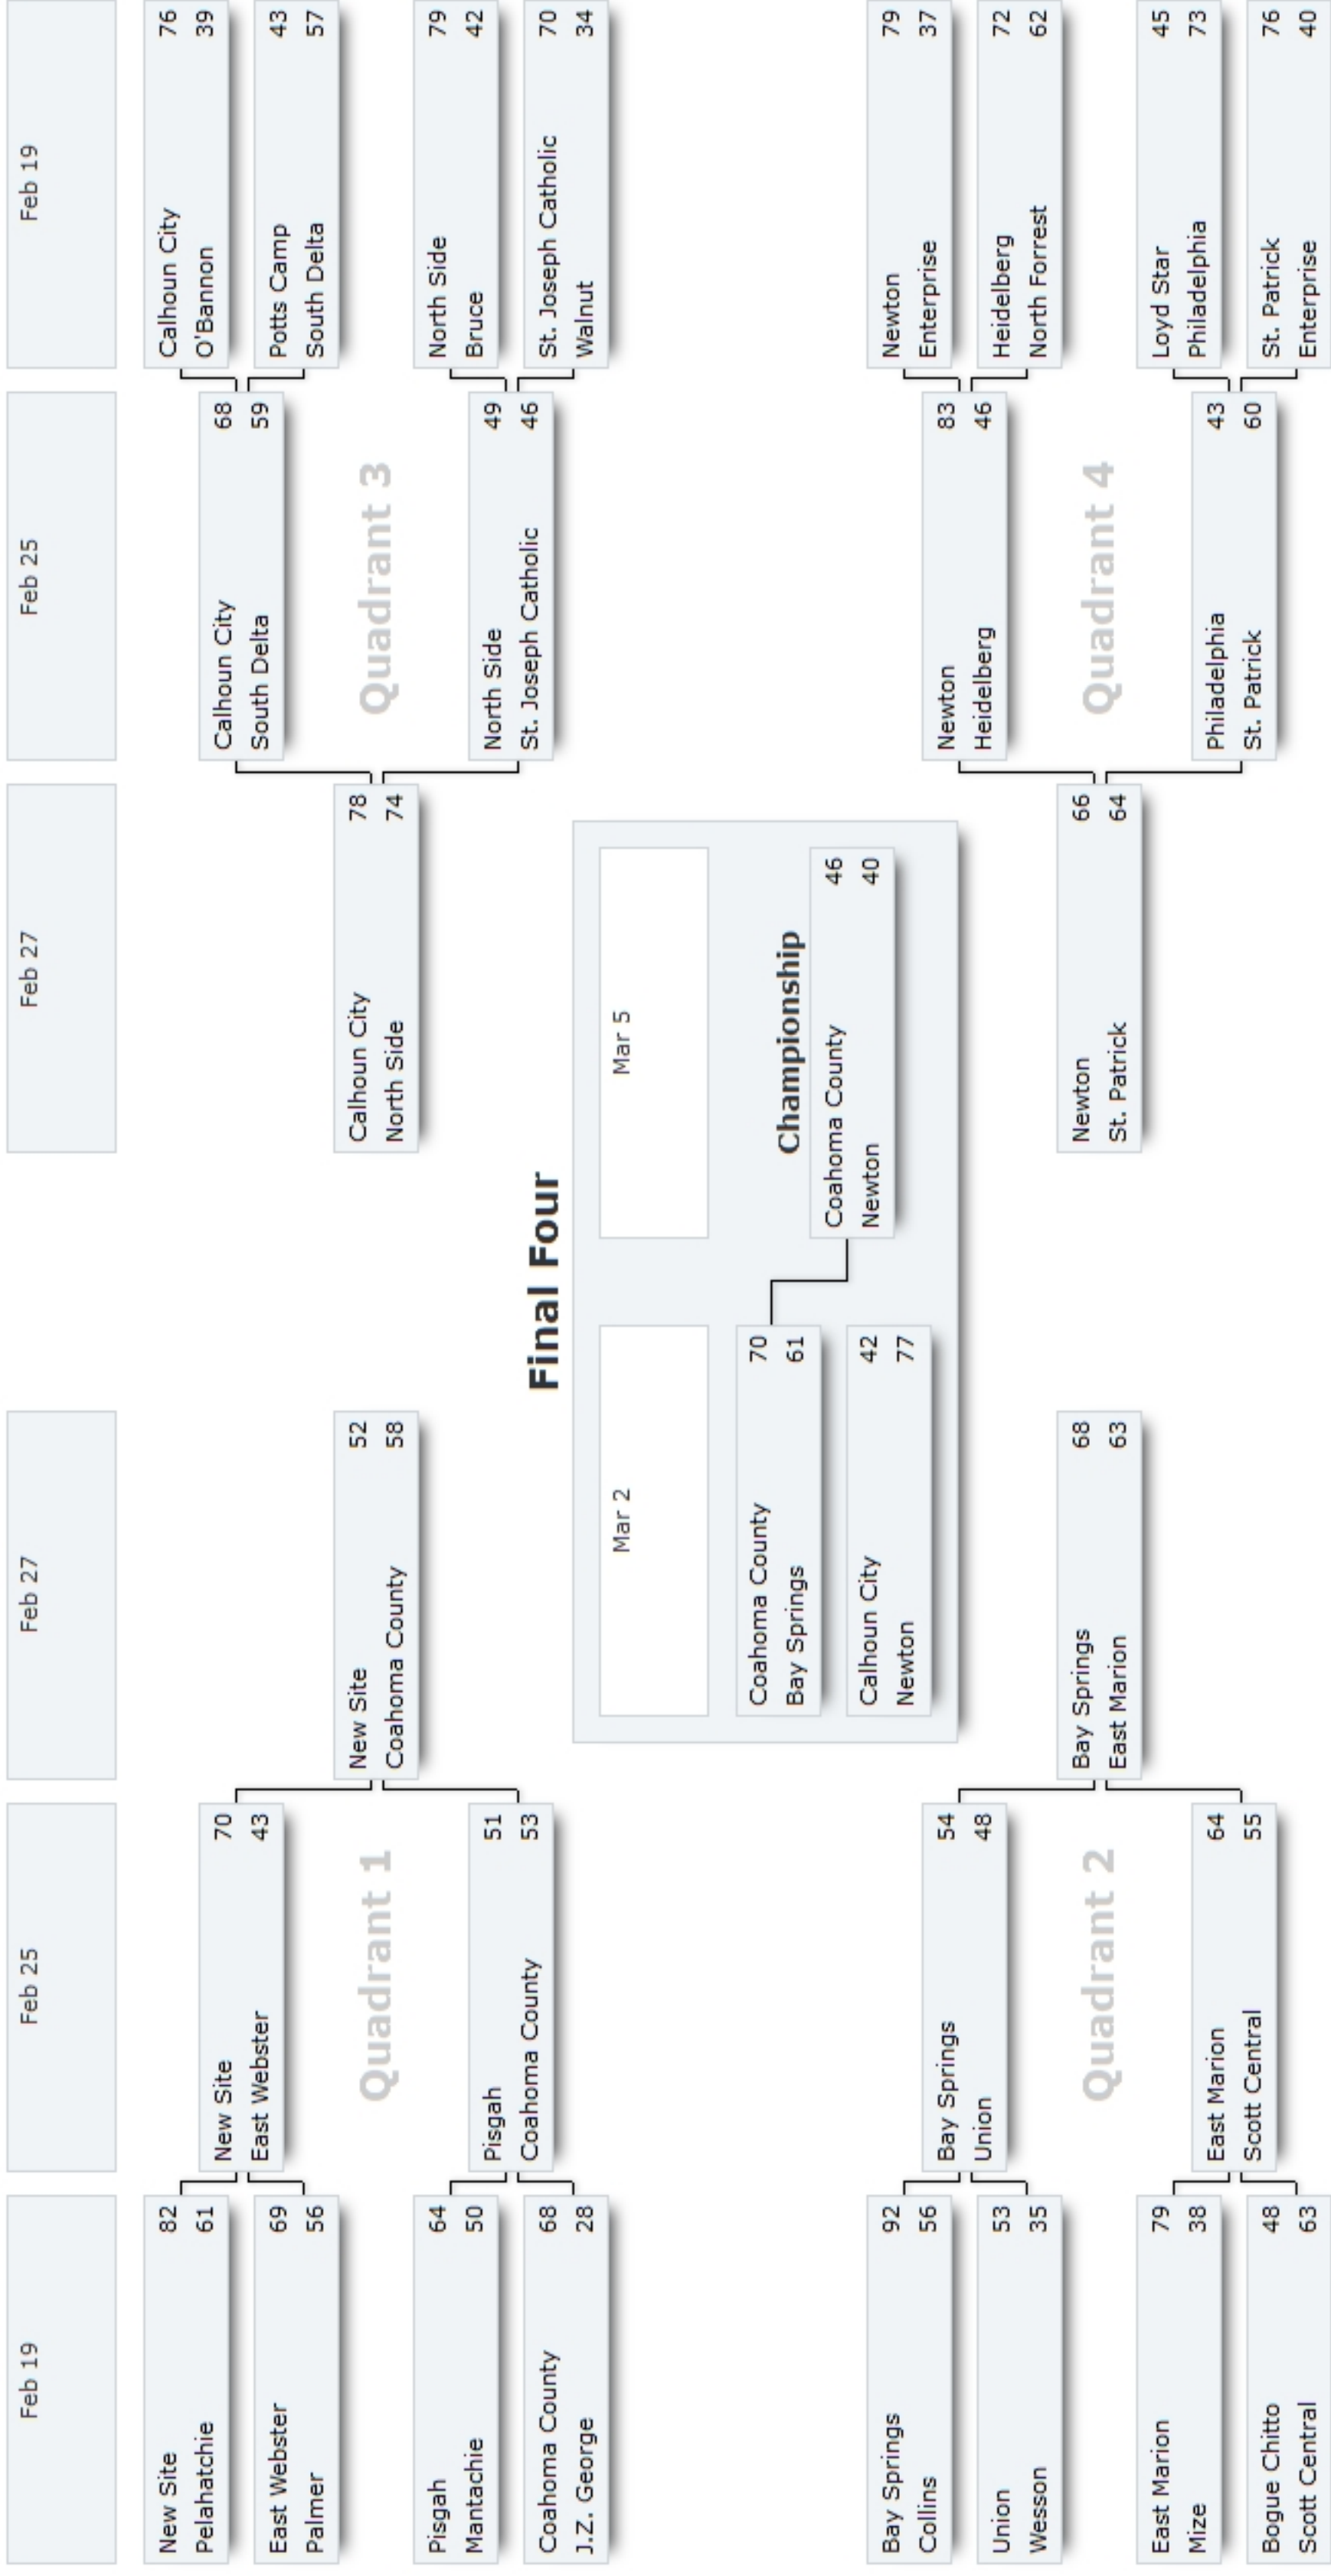 Feb 19
Feb 25
Feb 27
Feb 27
Feb 25
Feb 19
New Site 82
Pelahatchie 61
East Webster 69
Palmer 56
Pisgah 64
Mantachie 50
Coahoma County 68
J.Z. George 28
New Site 70
East Webster 43
Quadrant 1
Pisgah 51
Coahoma County 53
New Site 52
Coahoma County 58
Calhoun City 78
North Side 74
Calhoun City 68
South Delta 59
Quadrant 3
North Side 49
St. Joseph Catholic 46
Calhoun City 76
O'Bannon 39
Potts Camp 43
South Delta 57
North Side 79
Bruce 42
St. Joseph Catholic 70
Walnut 34
Final Four
Mar 2
Mar 5
Coahoma County 70
Bay Springs 61
Calhoun City 42
Newton 77
Championship
Coahoma County 46
Newton 40
Bay Springs 92
Collins 56
Union 53
Wesson 35
East Marion 79
Mize 38
Bogue Chitto 48
Scott Central 63
Bay Springs 54
Union 48
Quadrant 2
East Marion 64
Scott Central 55
Bay Springs 68
East Marion 63
Newton 66
St. Patrick 64
Newton 83
Heidelberg 46
Quadrant 4
Philadelphia 43
St. Patrick 60
Newton 79
Enterprise 37
Heidelberg 72
North Forrest 62
Loyd Star 45
Philadelphia 73
St. Patrick 76
Enterprise 40